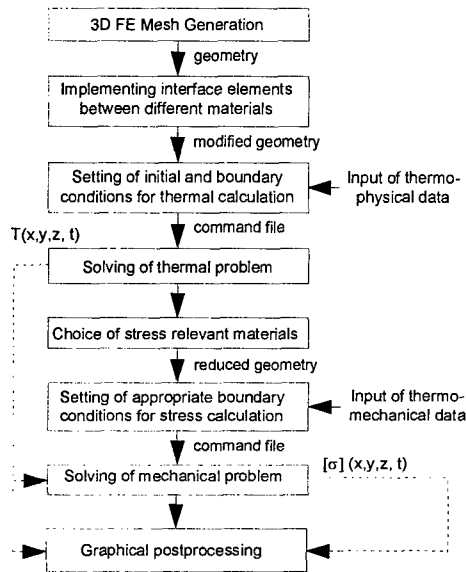 3D FE Mesh Generation
geometry
Implementing interface elements
between different materials
modified geometry
Setting of initial and boundary
conditions for thermal calculation
Input of thermo-
physical data
command file
T(x,y,z, t)
Solving of thermal problem
Choice of stress relevant materials
reduced geometry
Setting of appropriate boundary
conditions for stress calculation
Input of thermo-
mechanical data
command file
[σ] (x,y,z, t)
Solving of mechanical problem
Graphical postprocessing